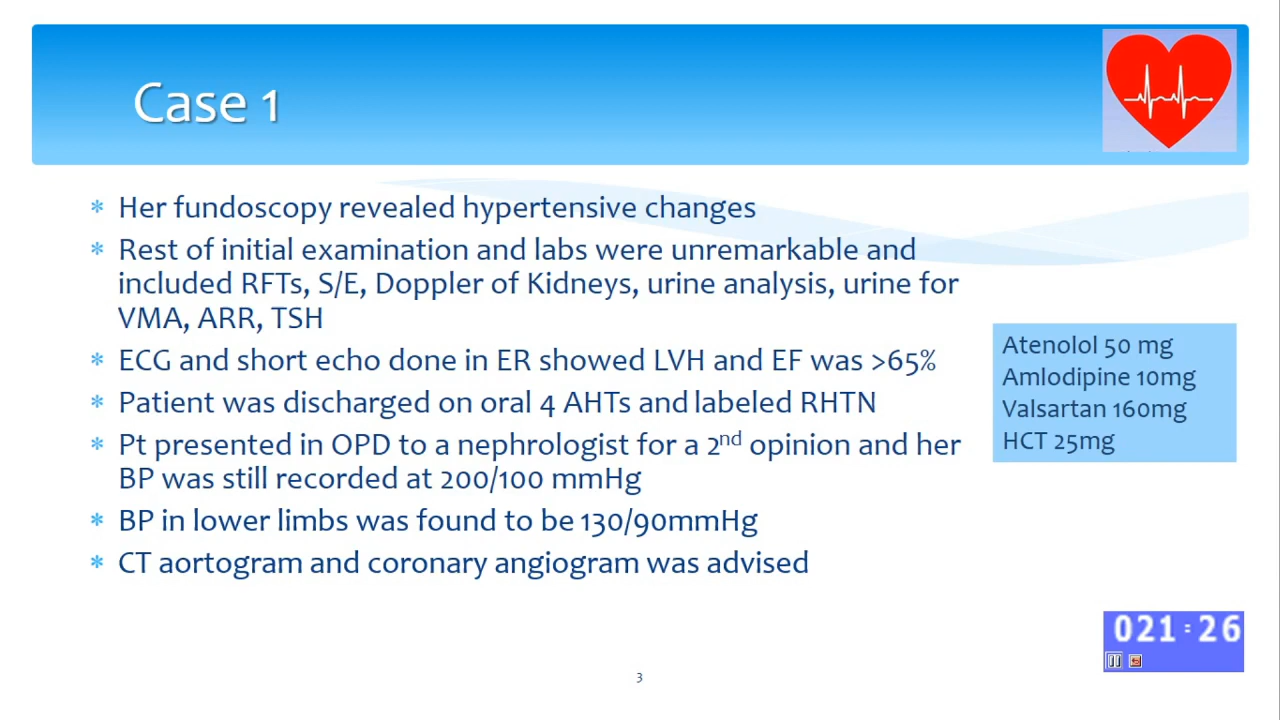 Case 1
* Her fundoscopy revealed hypertensive changes
* Rest of initial examination and labs were unremarkable and
included RFTs, S/E, Doppler of Kidneys, urine analysis, urine for
VMA, ARR, TSH
* ECG and short echo done in ER showed LVH and EF was >65%
* Patient was discharged on oral 4 AHTs and labeled RHTN
* Pt presented in OPD to a nephrologist for a 2nd opinion and her
BP was still recorded at 200/100 mmHg
* BP in lower limbs was found to be 130/90mmHg
* CT aortogram and coronary angiogram was advised
Atenolol 50 mg
Amlodipine 10mg
Valsartan 160mg
HCT 25mg
021:26
3